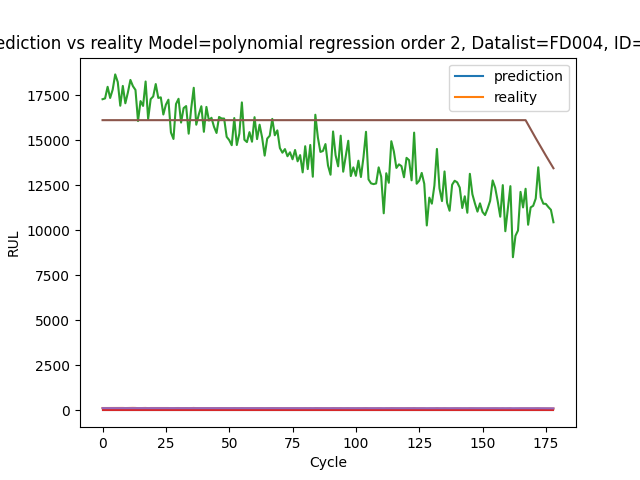 ediction vs reality Model=polynomial regression order 2, Datalist=FD004, ID=
prediction
reality
17500
15000
12500
10000
7500
5000
2500
0
RUL
0 25 50 75 100 125 150 175
Cycle